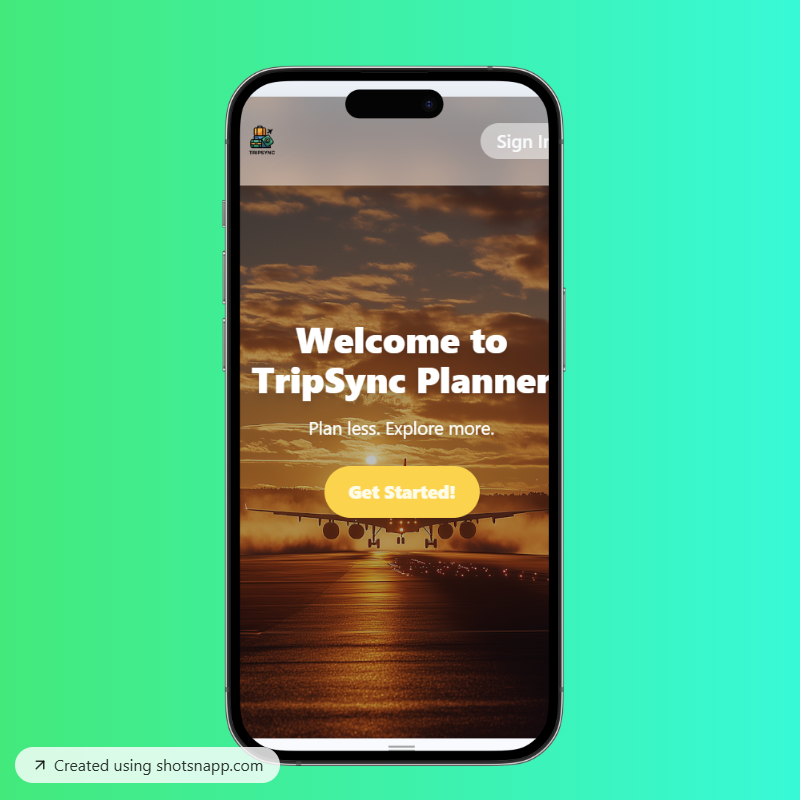 TRIPSYNC
Sign In
Welcome to
TripSync Planner
Plan less. Explore more.
Get Started!
Created using shotsnapp.com